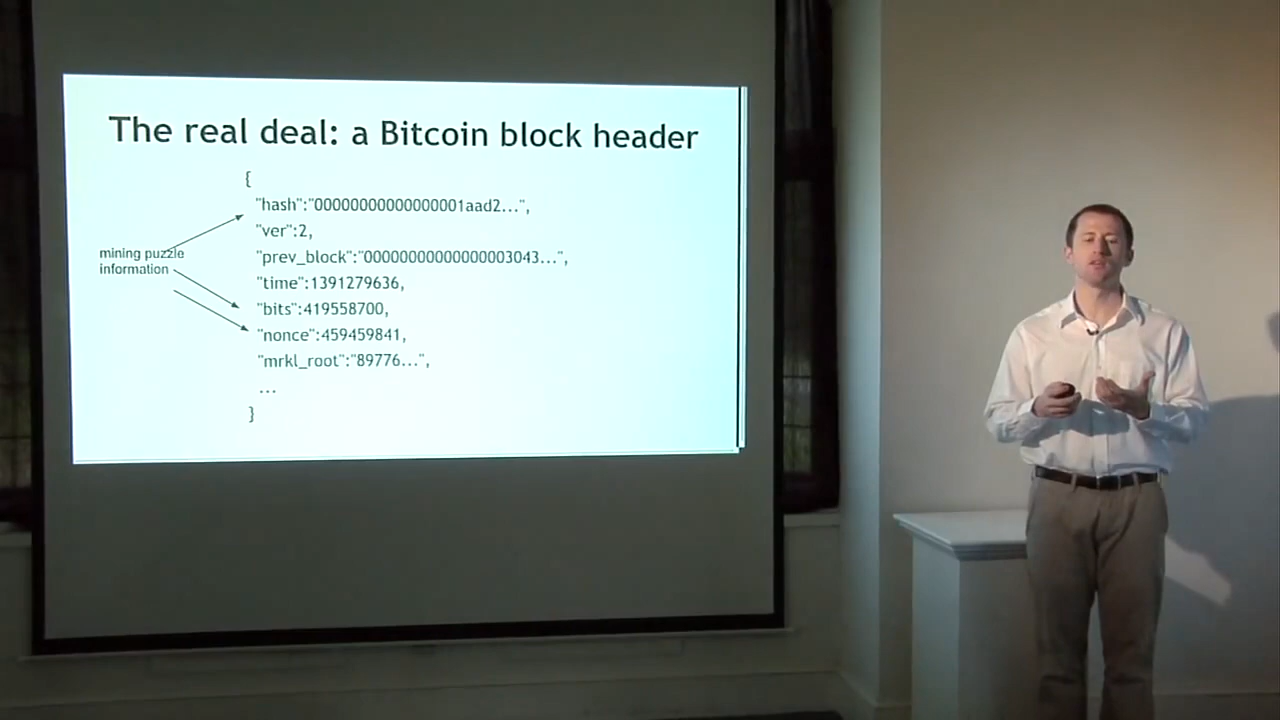 The real deal: a Bitcoin block header
{
"hash":"00000000000000001aad2...",
"ver":2,
"prev_block":"00000000000000003043...",
"time":1391279636,
"bits":419558700,
"nonce":459459841,
"mrkl_root":"89776...",
...
}
mining puzzle
information